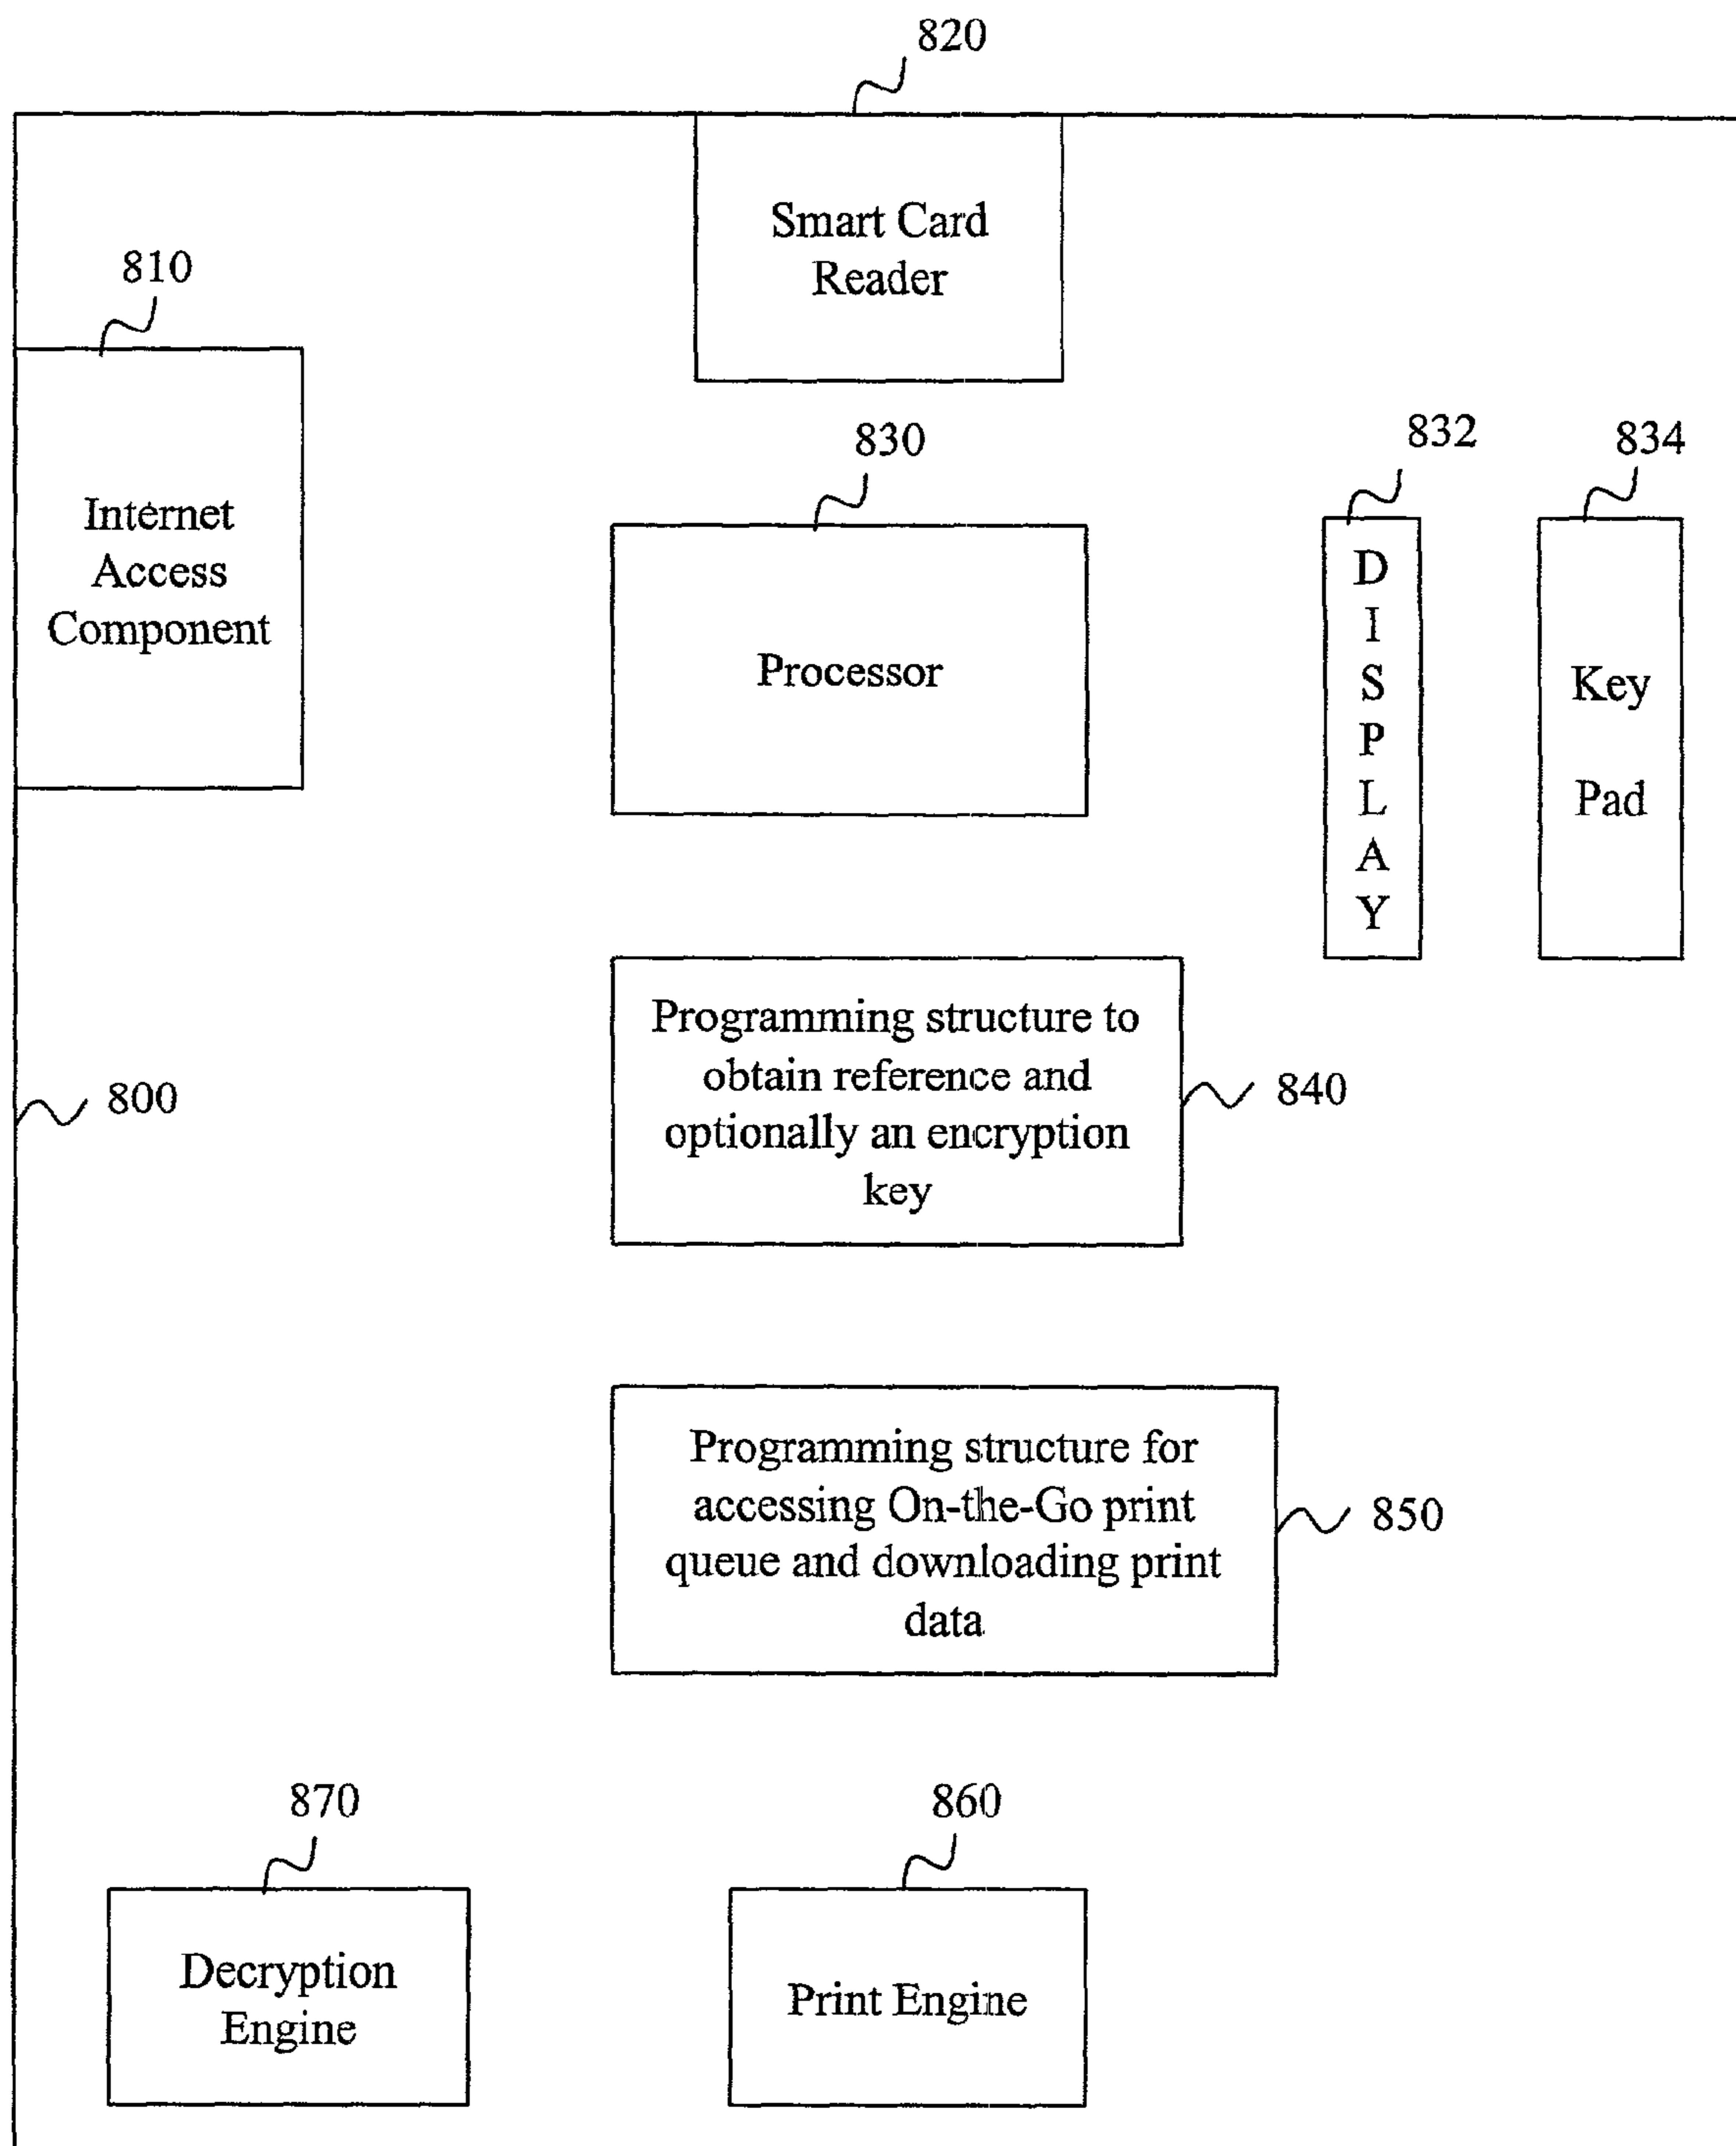 820
Smart Card
Reader
810
Internet
Access
Component
830
Processor
832
D
I
S
P
L
A
Y
834
Key
Pad
Programming structure to
obtain reference and
optionally an encryption
key
840
800
Programming structure for
accessing On-the-Go print
queue and downloading print
data
850
870
Decryption
Engine
860
Print Engine